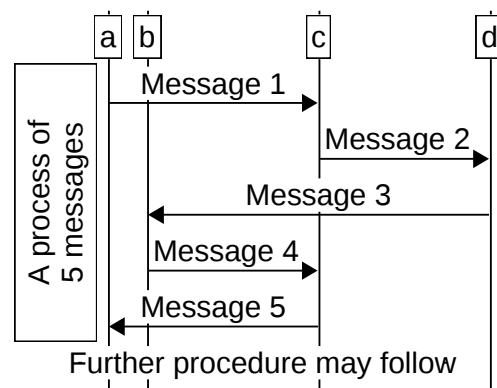 a b c d
Message 1
Message 2
Message 3
Message 4
Message 5
A process of
5 messages
Further procedure may follow